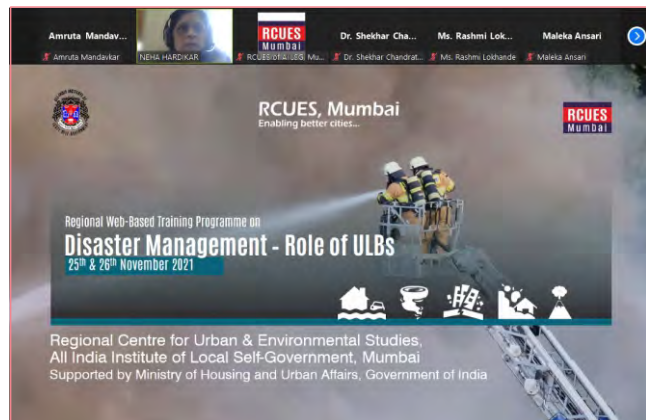 Amruta Mandav...
Dr. Shekhar Cha...
Ms. Rashmi Lok...
Maleka Ansari
RCUES
Mumbai
Amruta Mandavkar
NEHA HARDIKAR
Dr. Shekhar Chandrat...
Ms. Rashmi Lokhande
Maleka Ansari
RCUES, Mumbai
Enabling better cities...
RCUES
Mumbai
Regional Web-Based Training Programme on
Disaster Management - Role of ULBs
25th & 26th November 2021
Regional Centre for Urban & Environmental Studies,
All India Institute of Local Self-Government, Mumbai
Supported by Ministry of Housing and Urban Affairs, Government of India